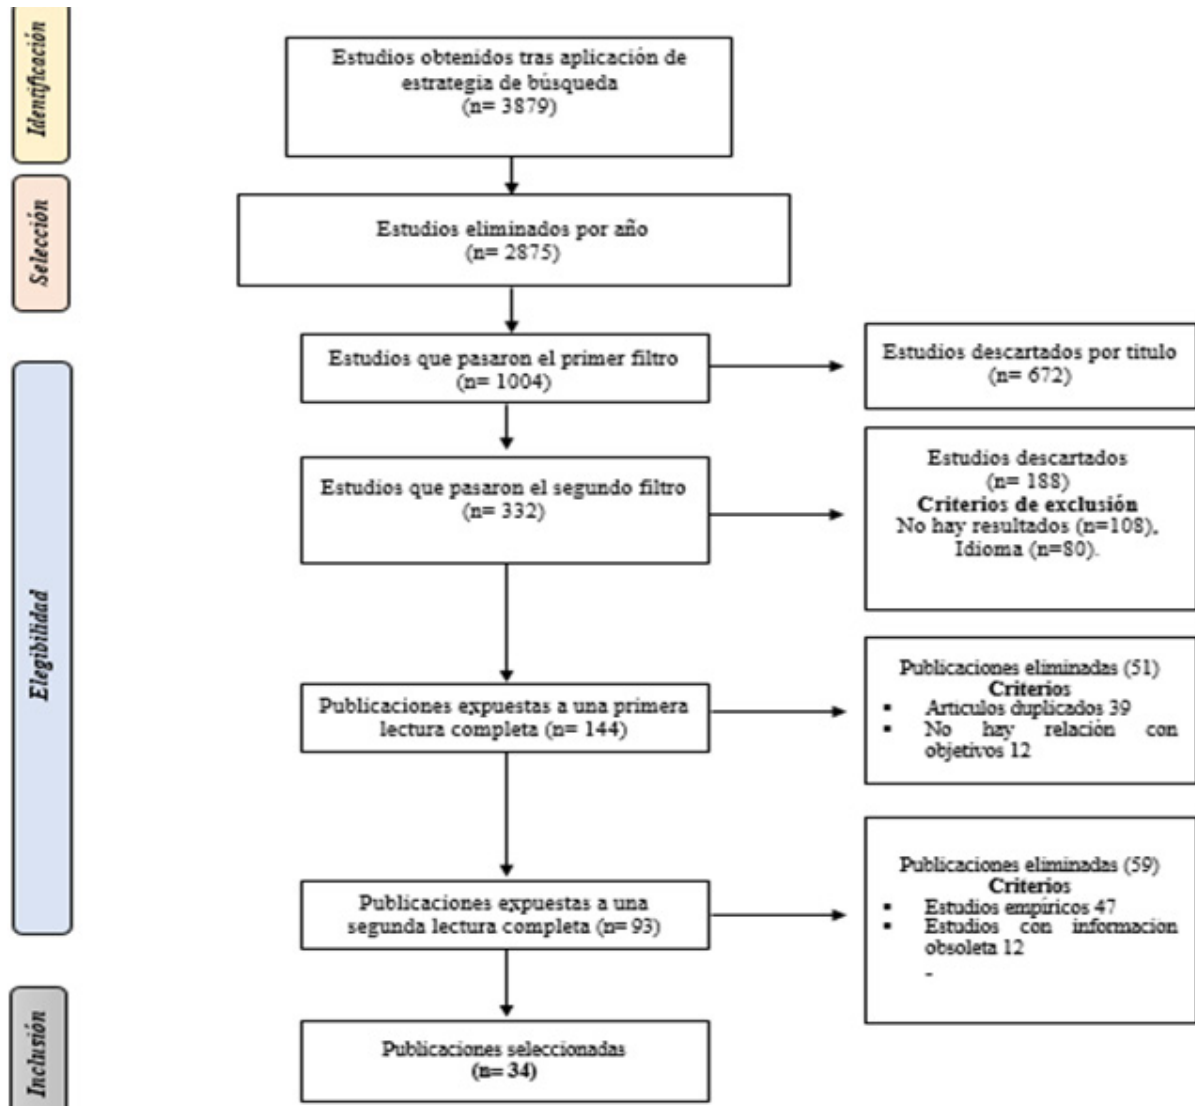 Identificación
Estudios obtenidos tras aplicación de
estrategia de búsqueda
(n= 3879)
Selección
Estudios eliminados por año
(n= 2875)
Elegibilidad
Estudios que pasaron el primer filtro
(n= 1004)
Estudios descartados por titulo
(n= 672)
Estudios que pasaron el segundo filtro
(n= 332)
Estudios descartados
(n= 188)
Criterios de exclusión
No hay resultados (n=108),
Idioma (n=80).
Publicaciones expuestas a una primera
lectura completa (n= 144)
Publicaciones eliminadas (51)
Criterios
▪ Articulos duplicados 39
▪ No hay relación con
objetivos 12
Publicaciones expuestas a una
segunda lectura completa (n= 93)
Publicaciones eliminadas (59)
Criterios
▪ Estudios empíricos 47
▪ Estudios con información
obsoleta 12
-
Inclusión
Publicaciones seleccionadas
(n= 34)